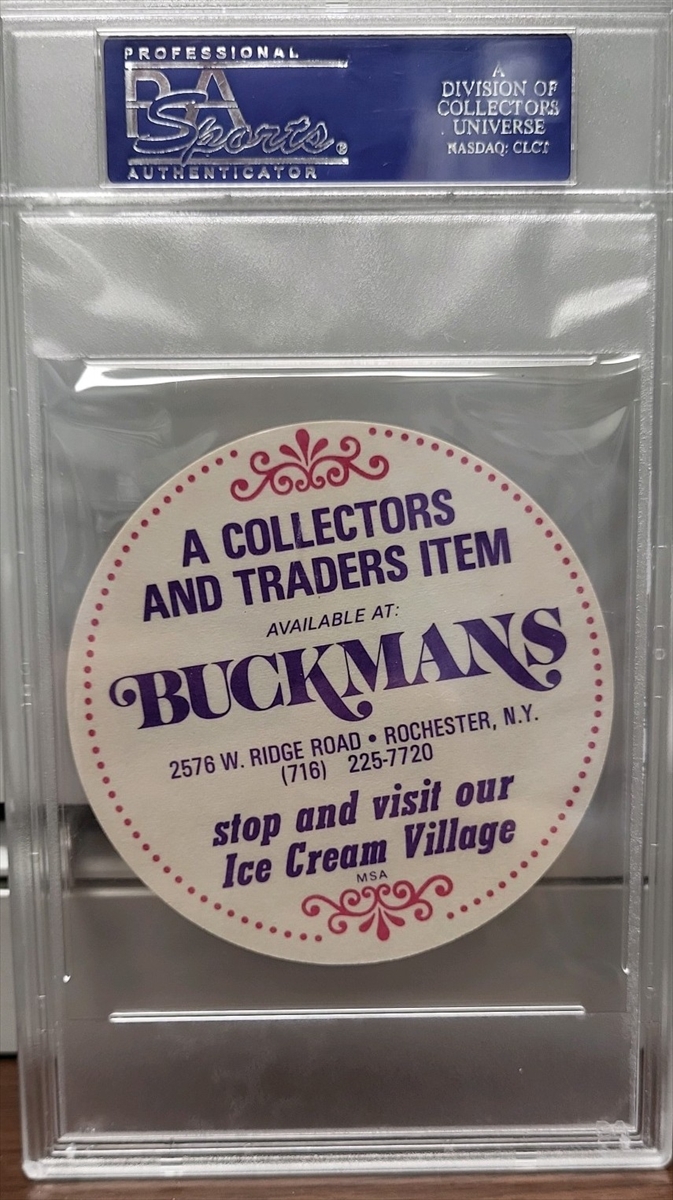 PROFESSIONAL
PSA
Sports®
AUTHENTICATOR
A
DIVISION OF
COLLECTORS
UNIVERSE
NASDAQ: CLCT
A COLLECTORS
AND TRADERS ITEM
AVAILABLE AT:
BUCKMANS
2576 W. RIDGE ROAD • ROCHESTER, N.Y.
(716) 225-7720
stop and visit our
Ice Cream Village
MSA